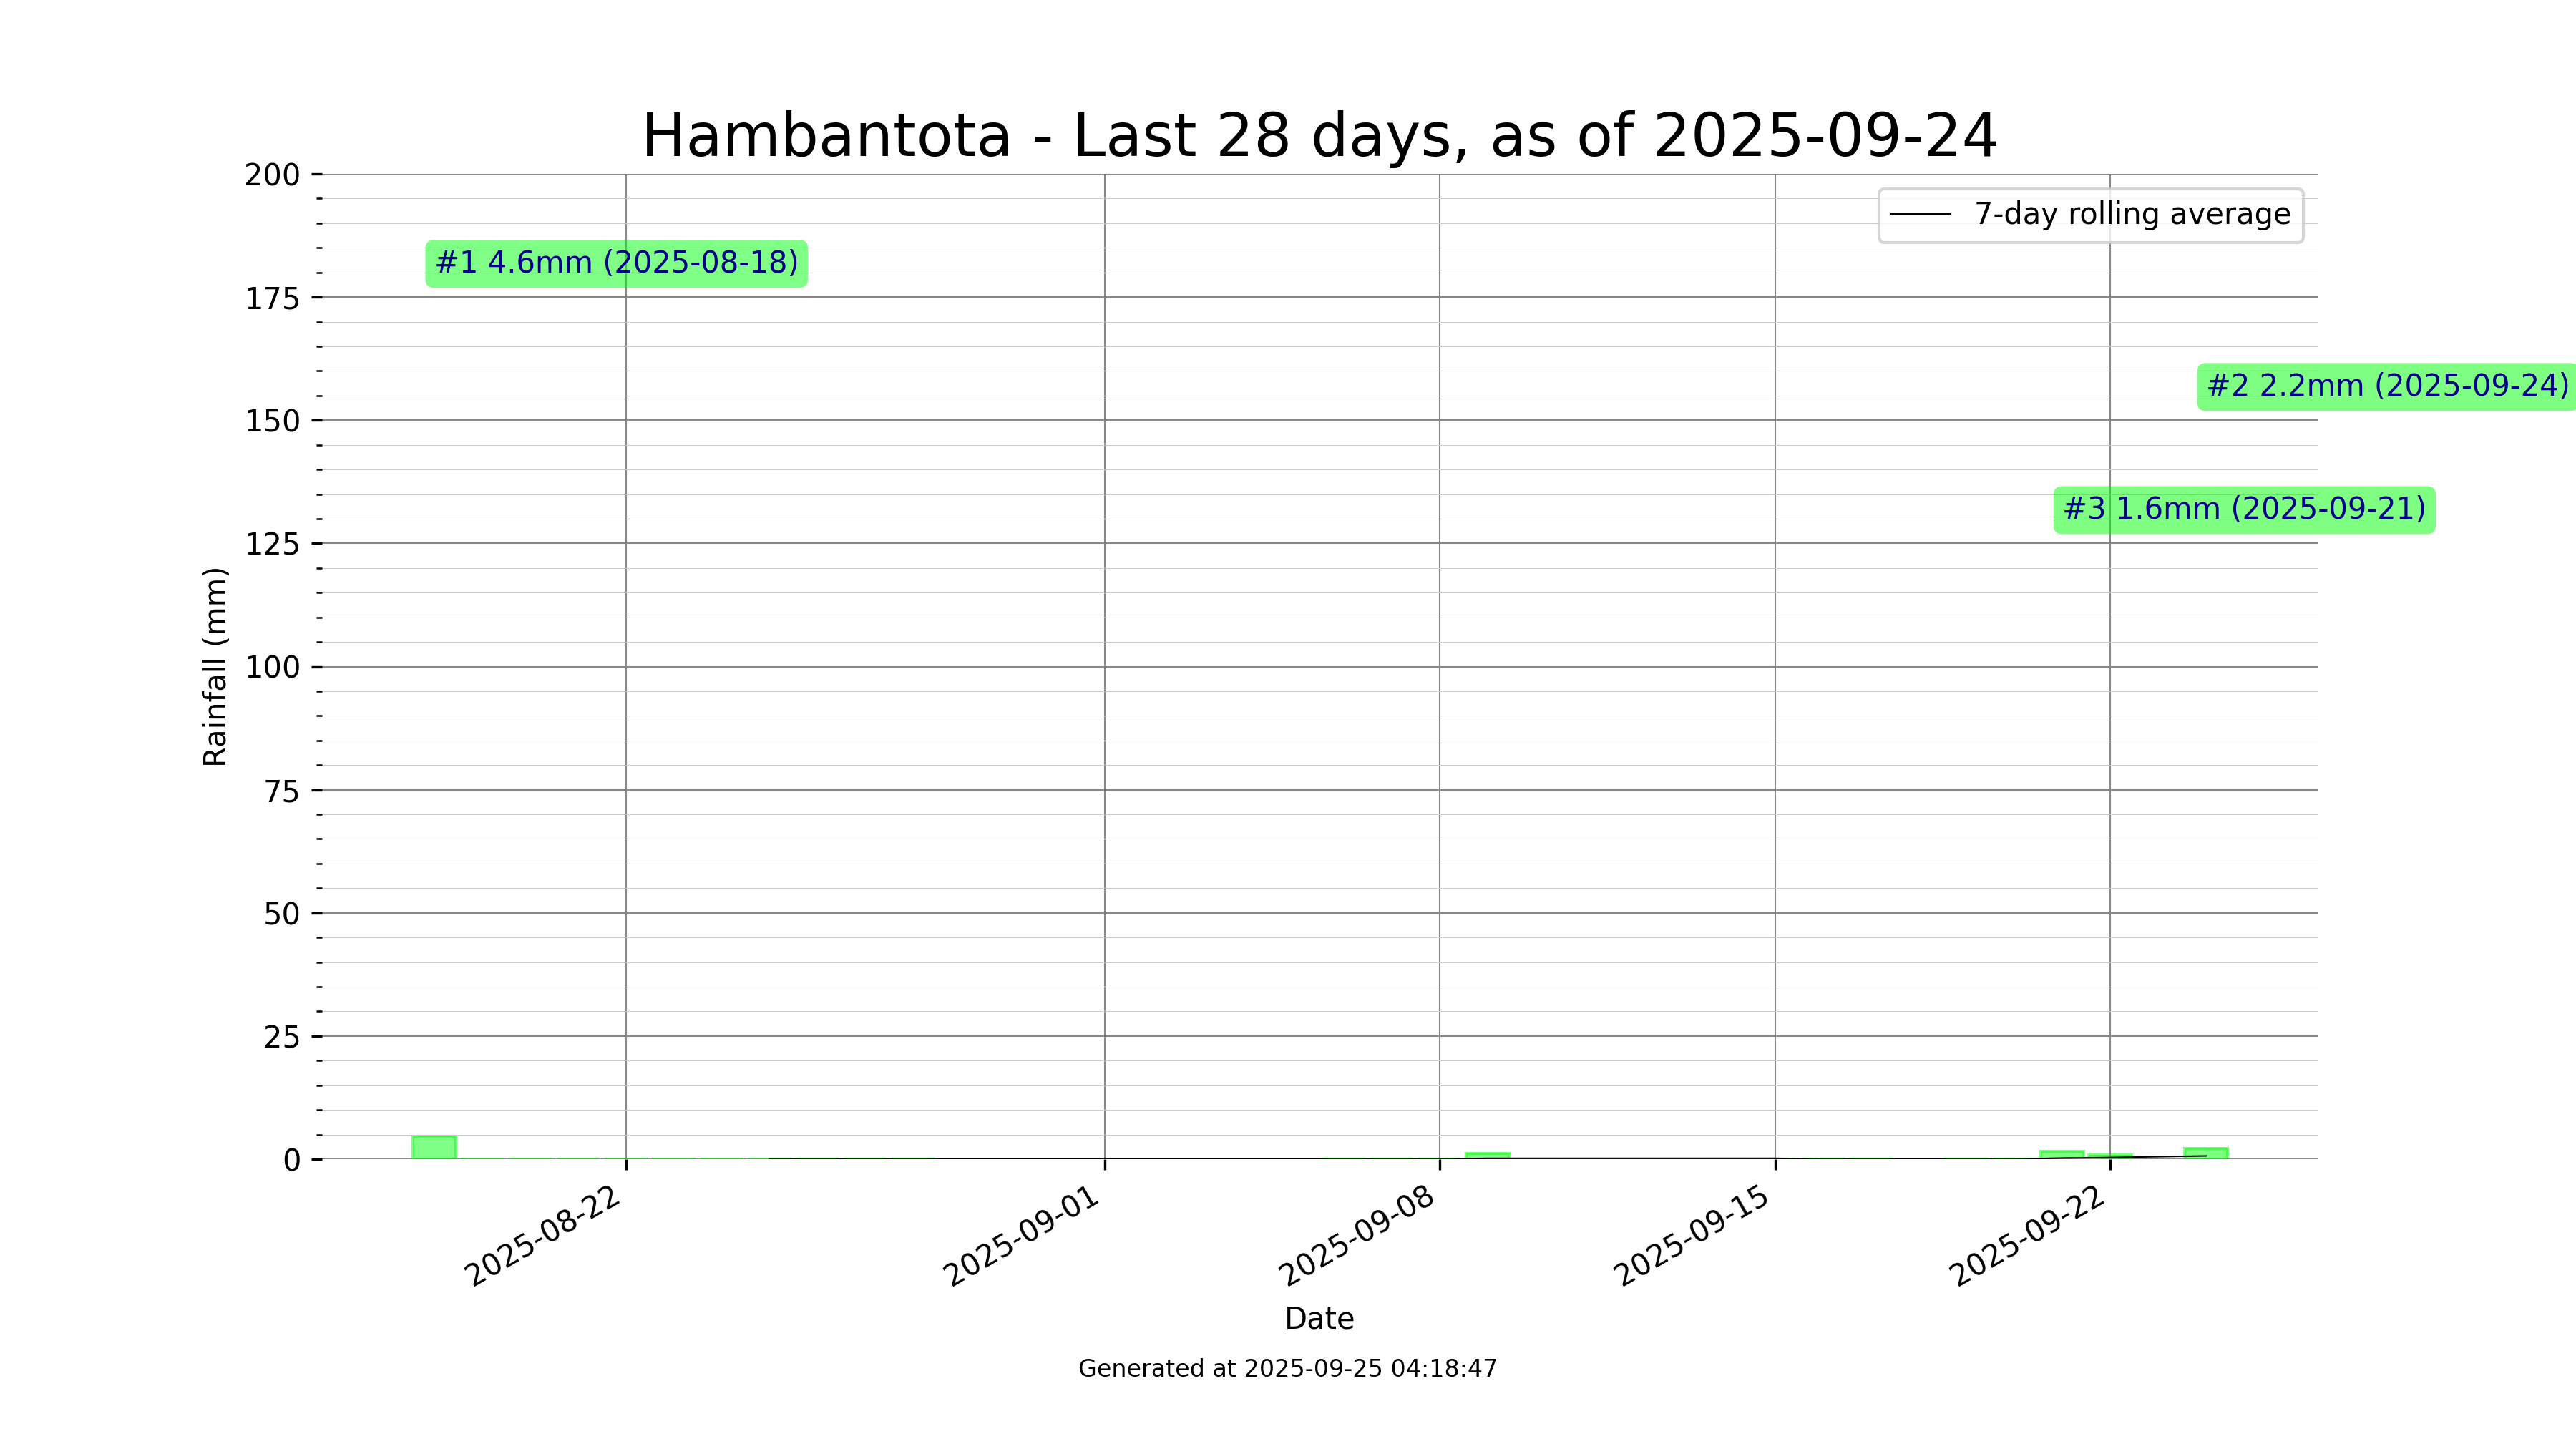 Hambantota - Last 28 days, as of 2025-09-24
200
175
150
125
100
75
50
25
0
Rainfall (mm)
7-day rolling average
#1 4.6mm (2025-08-18)
#2 2.2mm (2025-09-24)
#3 1.6mm (2025-09-21)
2025-08-22
2025-09-01
2025-09-08
2025-09-15
2025-09-22
Date
Generated at 2025-09-25 04:18:47